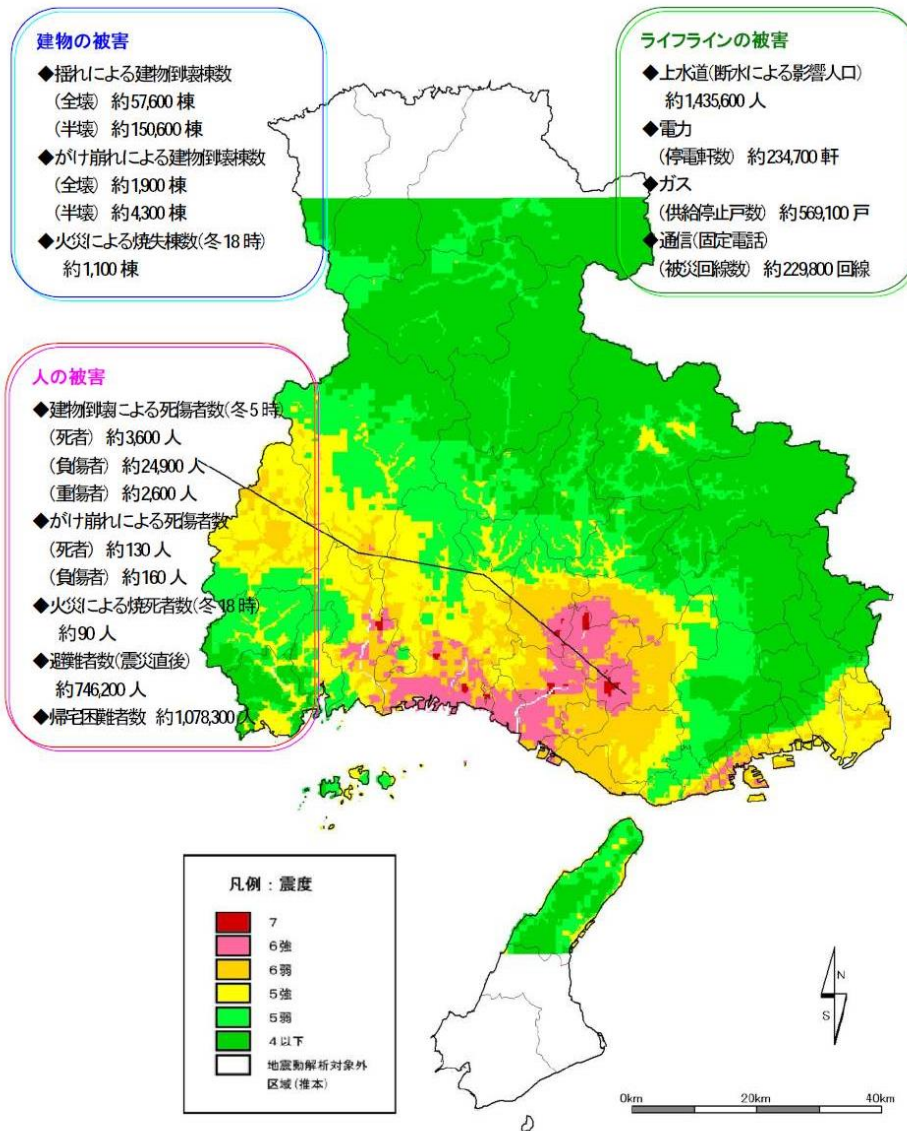 建物の被害
◆揺れによる建物倒壊棟数
(全壊) 約57,600棟
(半壊) 約150,600棟
◆がけ崩れによる建物倒壊棟数
(全壊) 約1,900棟
(半壊) 約4,300棟
◆火災による焼失棟数(冬18時)
約1,100棟
ライフラインの被害
◆上水道(断水による影響人口)
約1,435,600人
◆電力
(停電軒数) 約234,700軒
◆ガス
(供給停止戸数) 約569,100戸
◆通信(固定電話)
(被災回線数) 約229,800回線
人の被害
◆建物倒壊による死傷者数(冬5時)
(死者) 約3,600人
(負傷者) 約24,900人
(重傷者) 約2,600人
◆がけ崩れによる死傷者数
(死者) 約130人
(負傷者) 約160人
◆火災による焼死者数(冬18時)
約90人
◆避難者数(震災直後)
約746,200人
◆帰宅困難者数 約1,078,300人
凡例:震度
7
6強
6弱
5強
5弱
4以下
地震動解析対象外
区域(推本)
N
S
0km 20km 40km